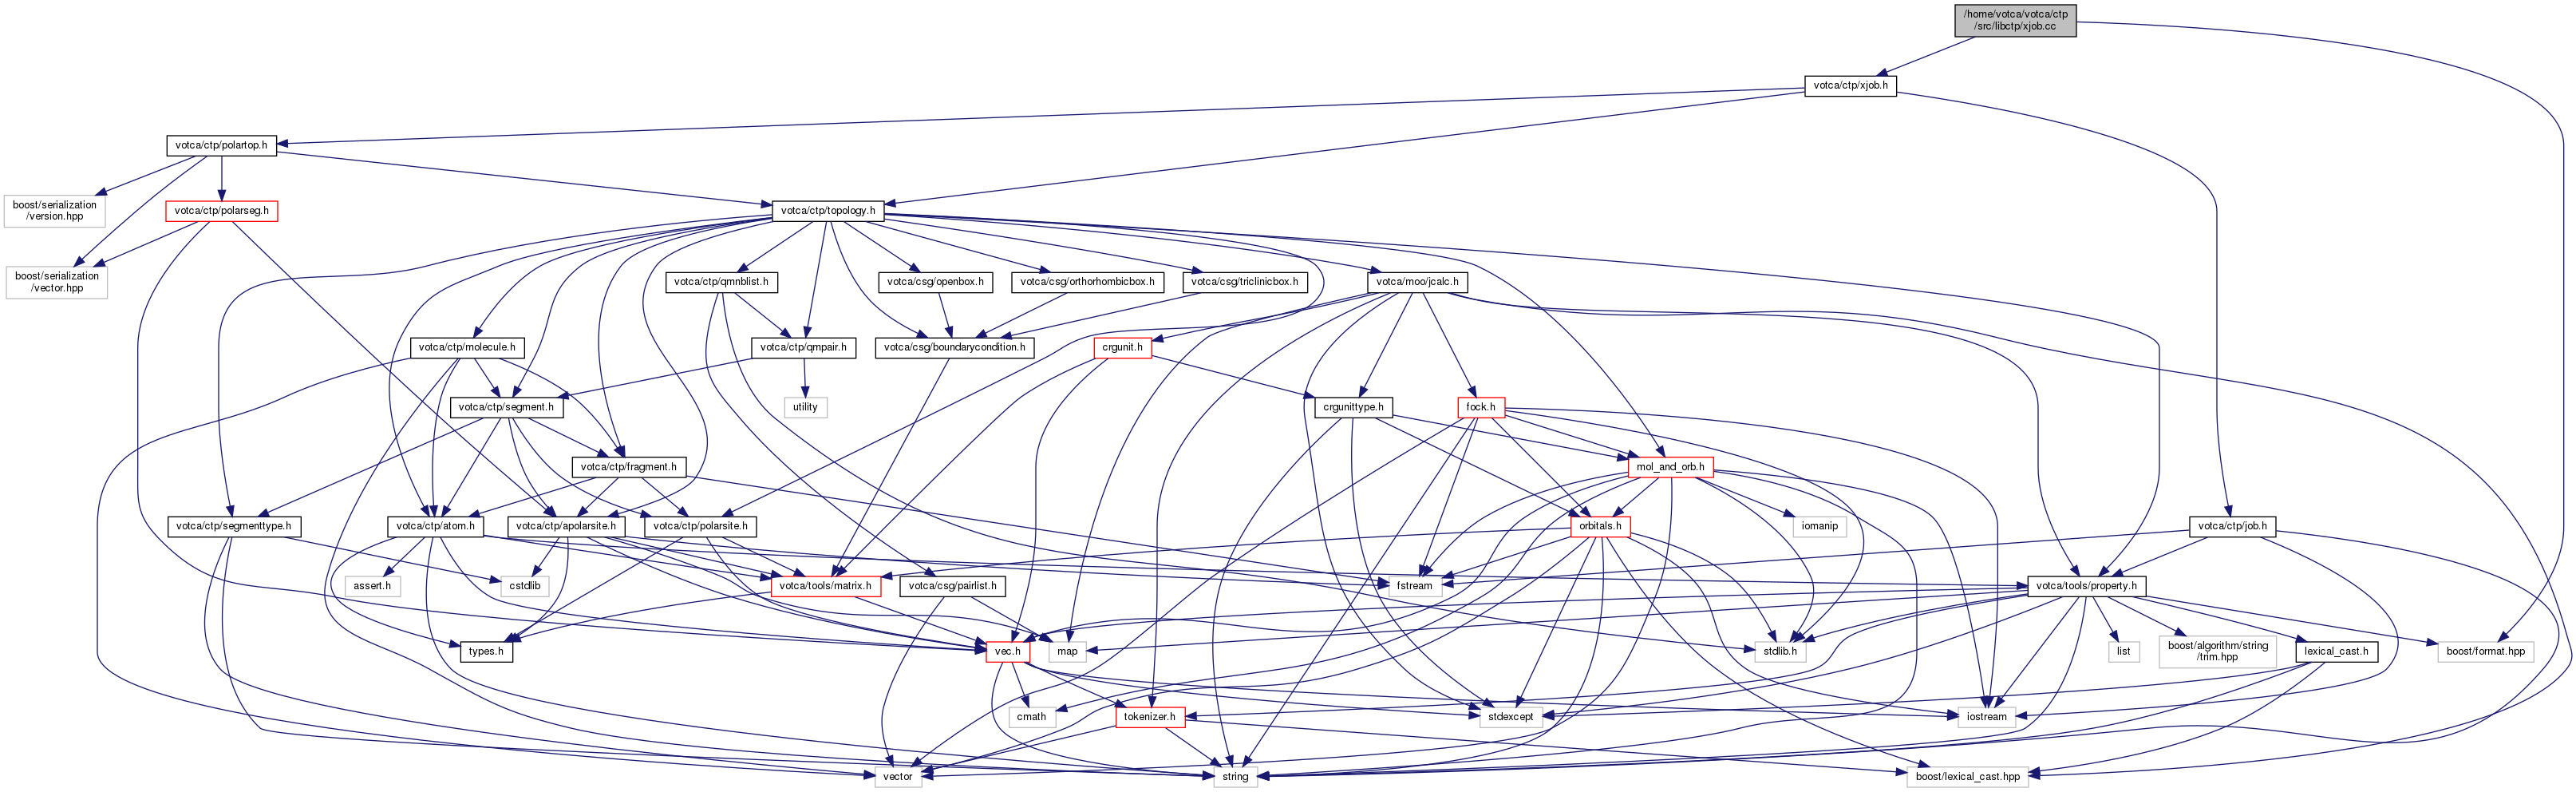 /home/votca/votca/ctp
/src/libctp/xjob.cc
votca/ctp/xjob.h
votca/ctp/polartop.h
boost/serialization
/version.hpp
votca/ctp/polarseg.h
votca/ctp/topology.h
boost/serialization
/vector.hpp
votca/ctp/qmnblist.h
votca/csg/openbox.h
votca/csg/orthorhombicbox.h
votca/csg/triclinicbox.h
votca/moo/jcalc.h
votca/ctp/molecule.h
votca/ctp/qmpair.h
votca/csg/boundarycondition.h
crgunit.h
votca/ctp/segment.h
utility
crgunittype.h
fock.h
votca/ctp/fragment.h
mol_and_orb.h
votca/ctp/segmenttype.h
votca/ctp/atom.h
votca/ctp/apolarsite.h
votca/ctp/polarsite.h
orbitals.h
iomanip
votca/ctp/job.h
assert.h
cstdlib
votca/tools/matrix.h
votca/csg/pairlist.h
fstream
votca/tools/property.h
types.h
vec.h
map
stdlib.h
list
boost/algorithm/string
/trim.hpp
lexical_cast.h
boost/format.hpp
cmath
tokenizer.h
stdexcept
iostream
vector
string
boost/lexical_cast.hpp